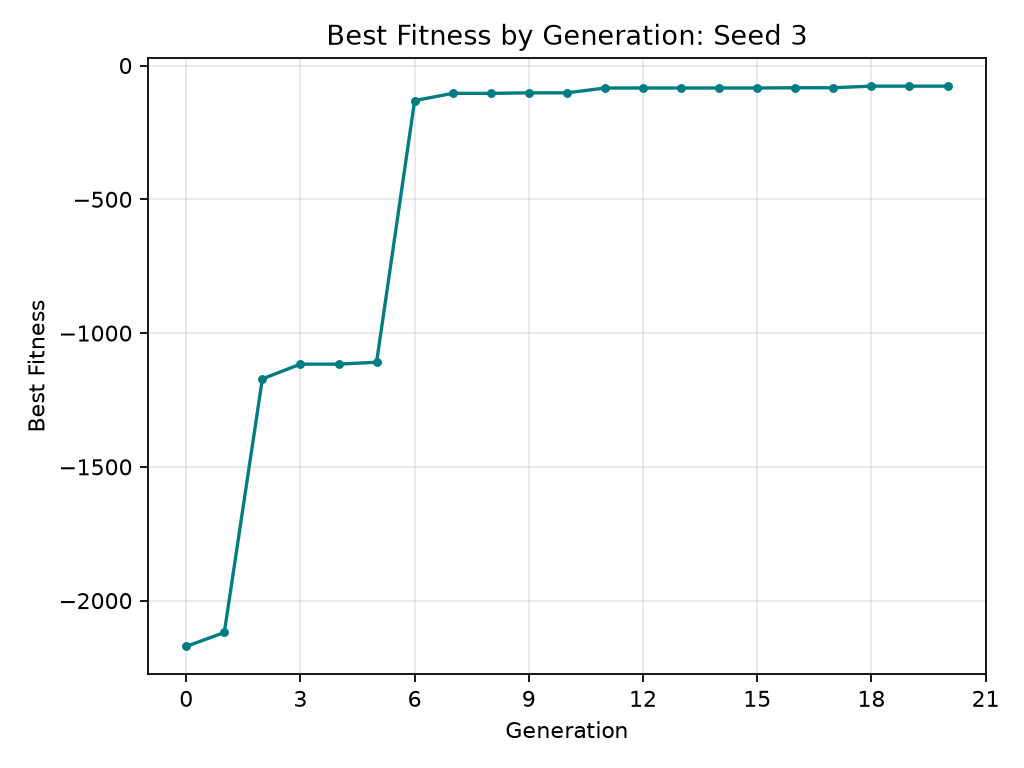 Best Fitness by Generation: Seed 3
0
−500
−1000
−1500
−2000
Best Fitness
0 3 6 9 12 15 18 21
Generation